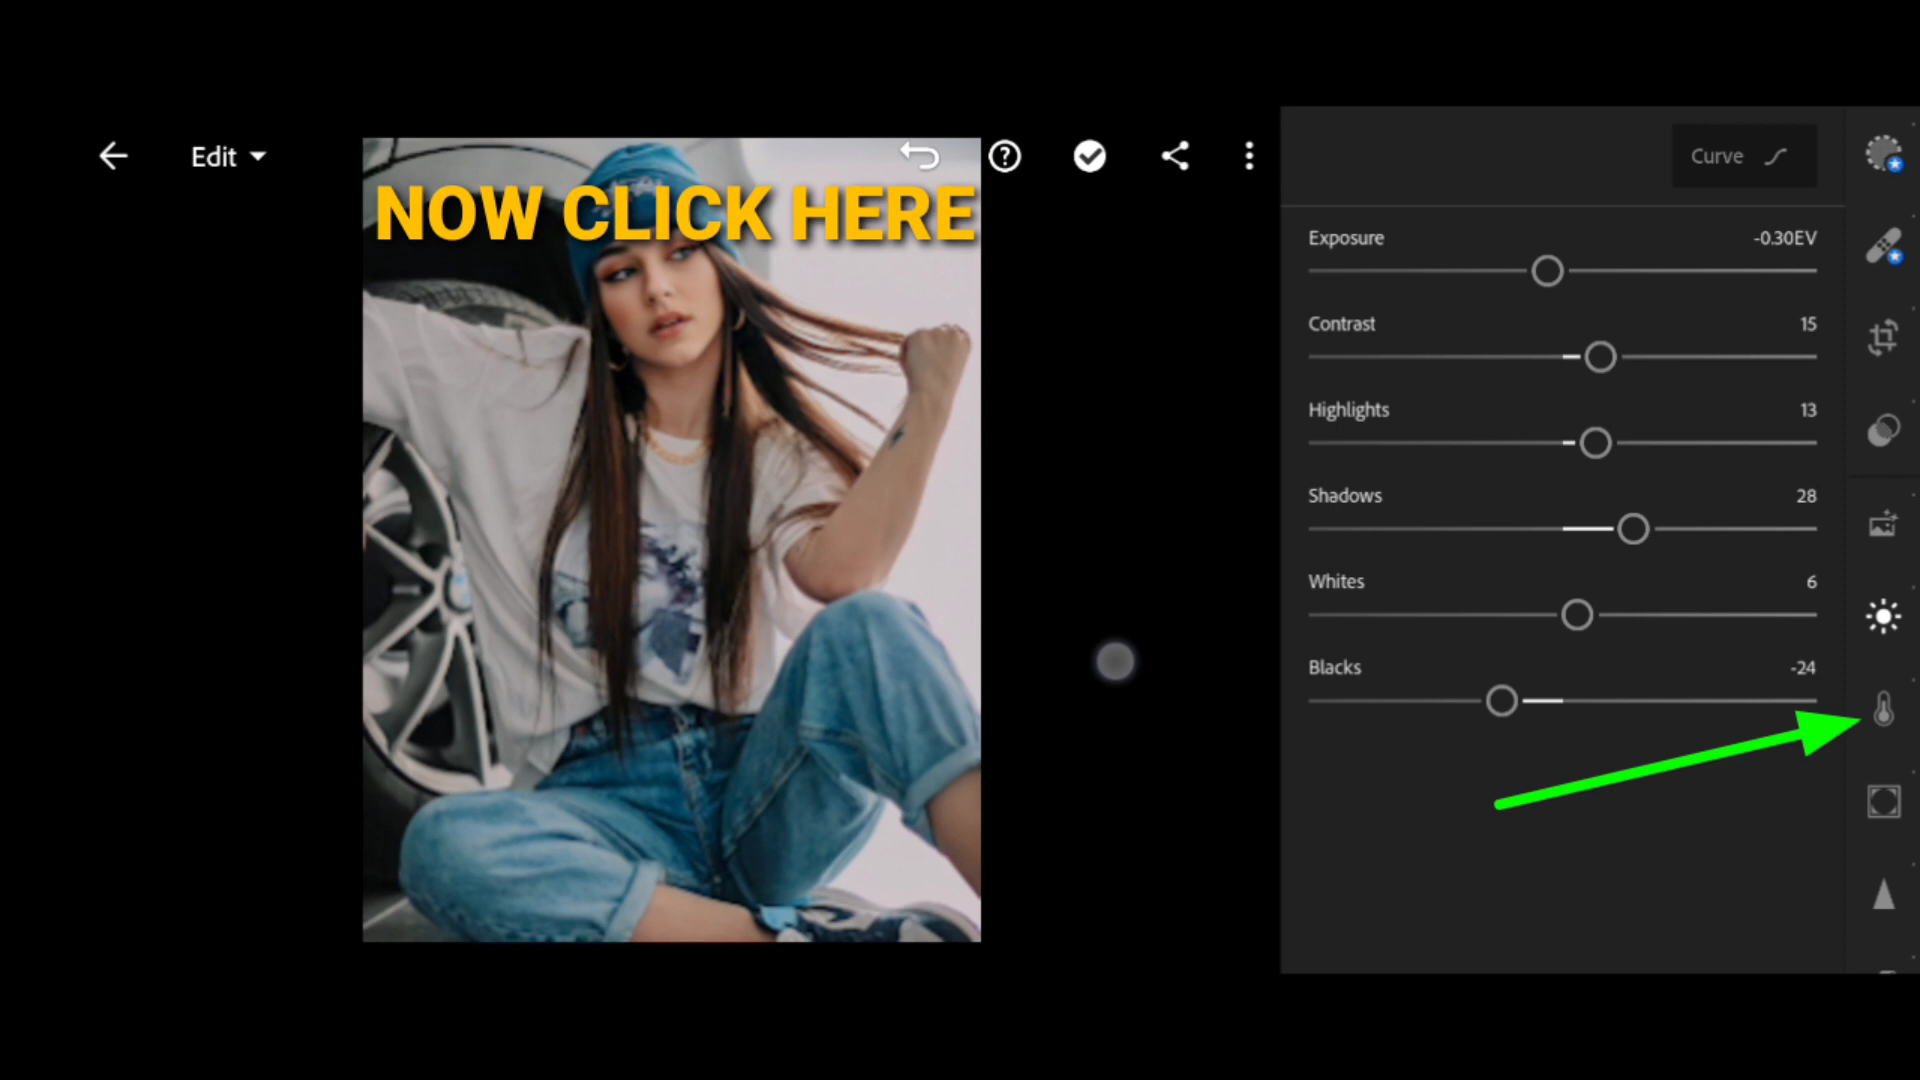 Edit
NOW CLICK HERE
Curve
Exposure -0.30EV
Contrast 15
Highlights 13
Shadows 28
Whites 6
Blacks -24